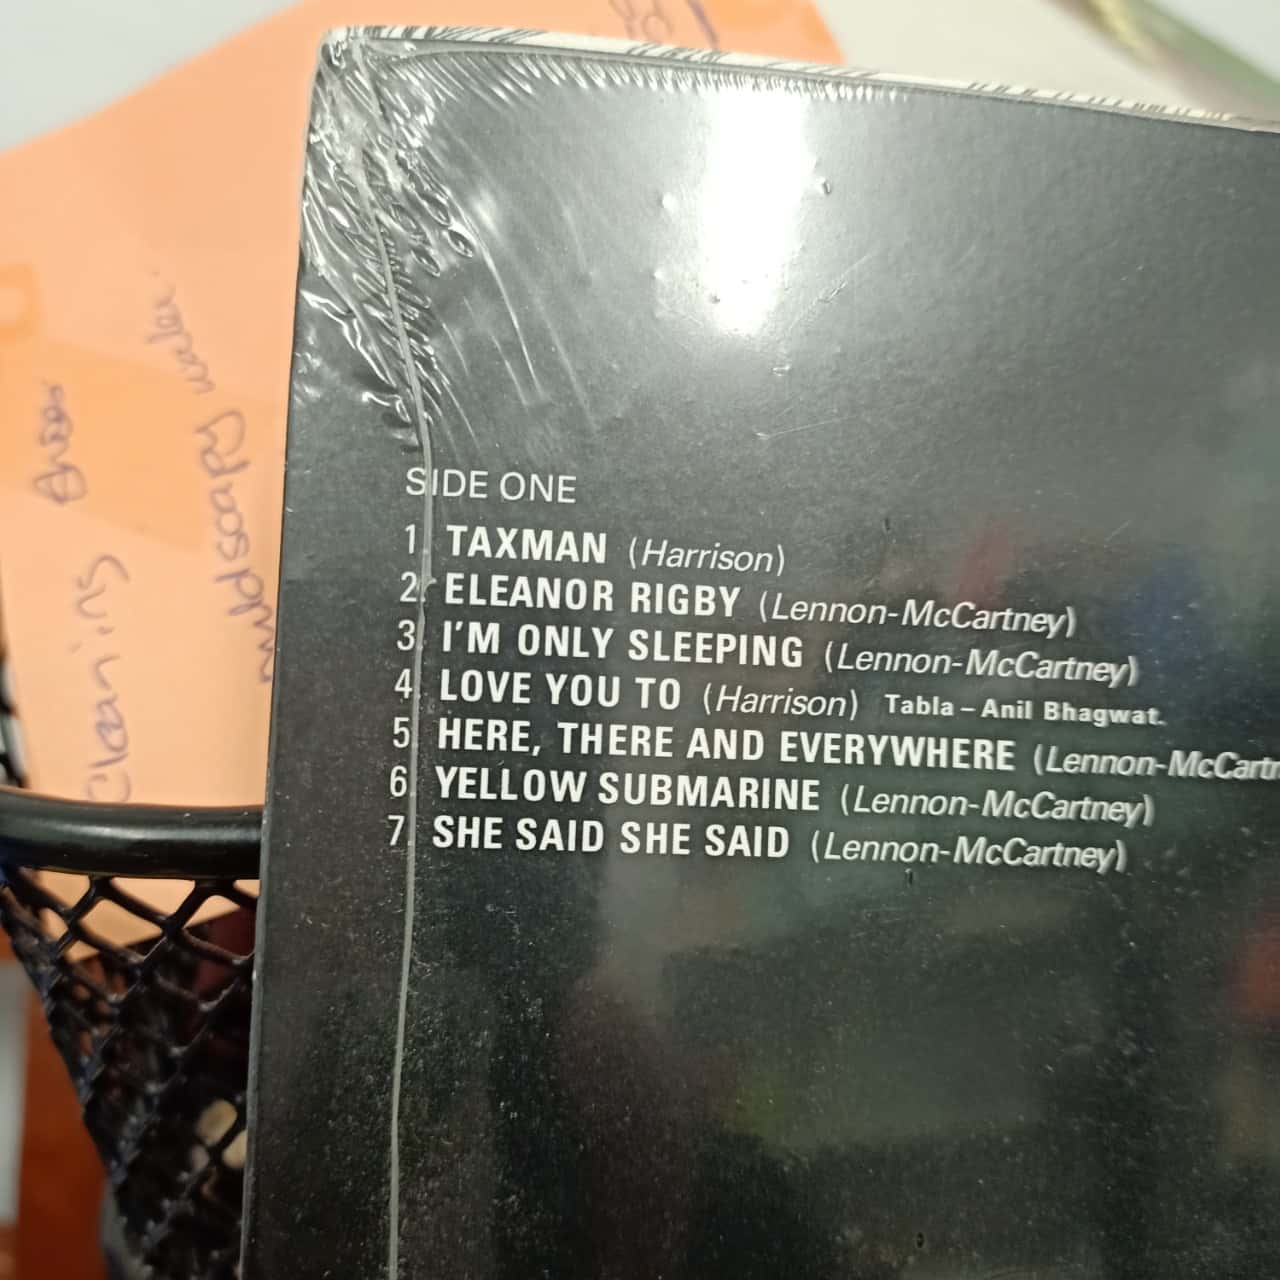 SIDE ONE
1. TAXMAN (Harrison)
2. ELEANOR RIGBY (Lennon-McCartney)
3. I'M ONLY SLEEPING (Lennon-McCartney)
4. LOVE YOU TO (Harrison) Tabla – Anil Bhagwat.
5. HERE, THERE AND EVERYWHERE (Lennon-McCartn
6. YELLOW SUBMARINE (Lennon-McCartney)
7. SHE SAID SHE SAID (Lennon-McCartney)
Cleaning
mild soapy water